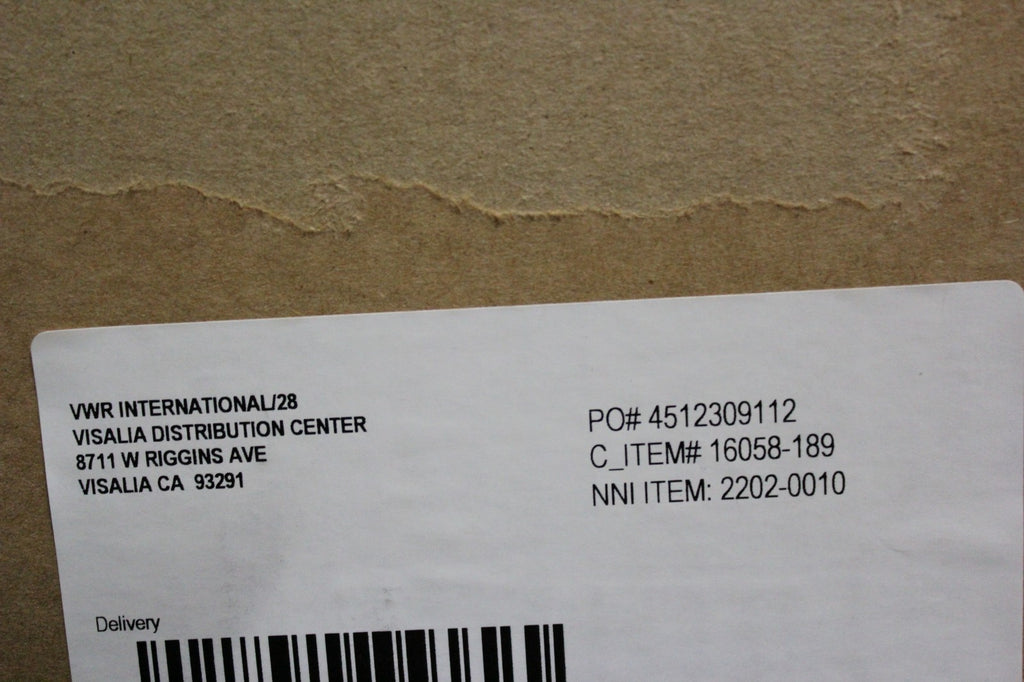 VWR INTERNATIONAL/28
VISALIA DISTRIBUTION CENTER
8711 W RIGGINS AVE
VISALIA CA 93291
PO# 4512309112
C_ITEM# 16058-189
NNI ITEM: 2202-0010
Delivery